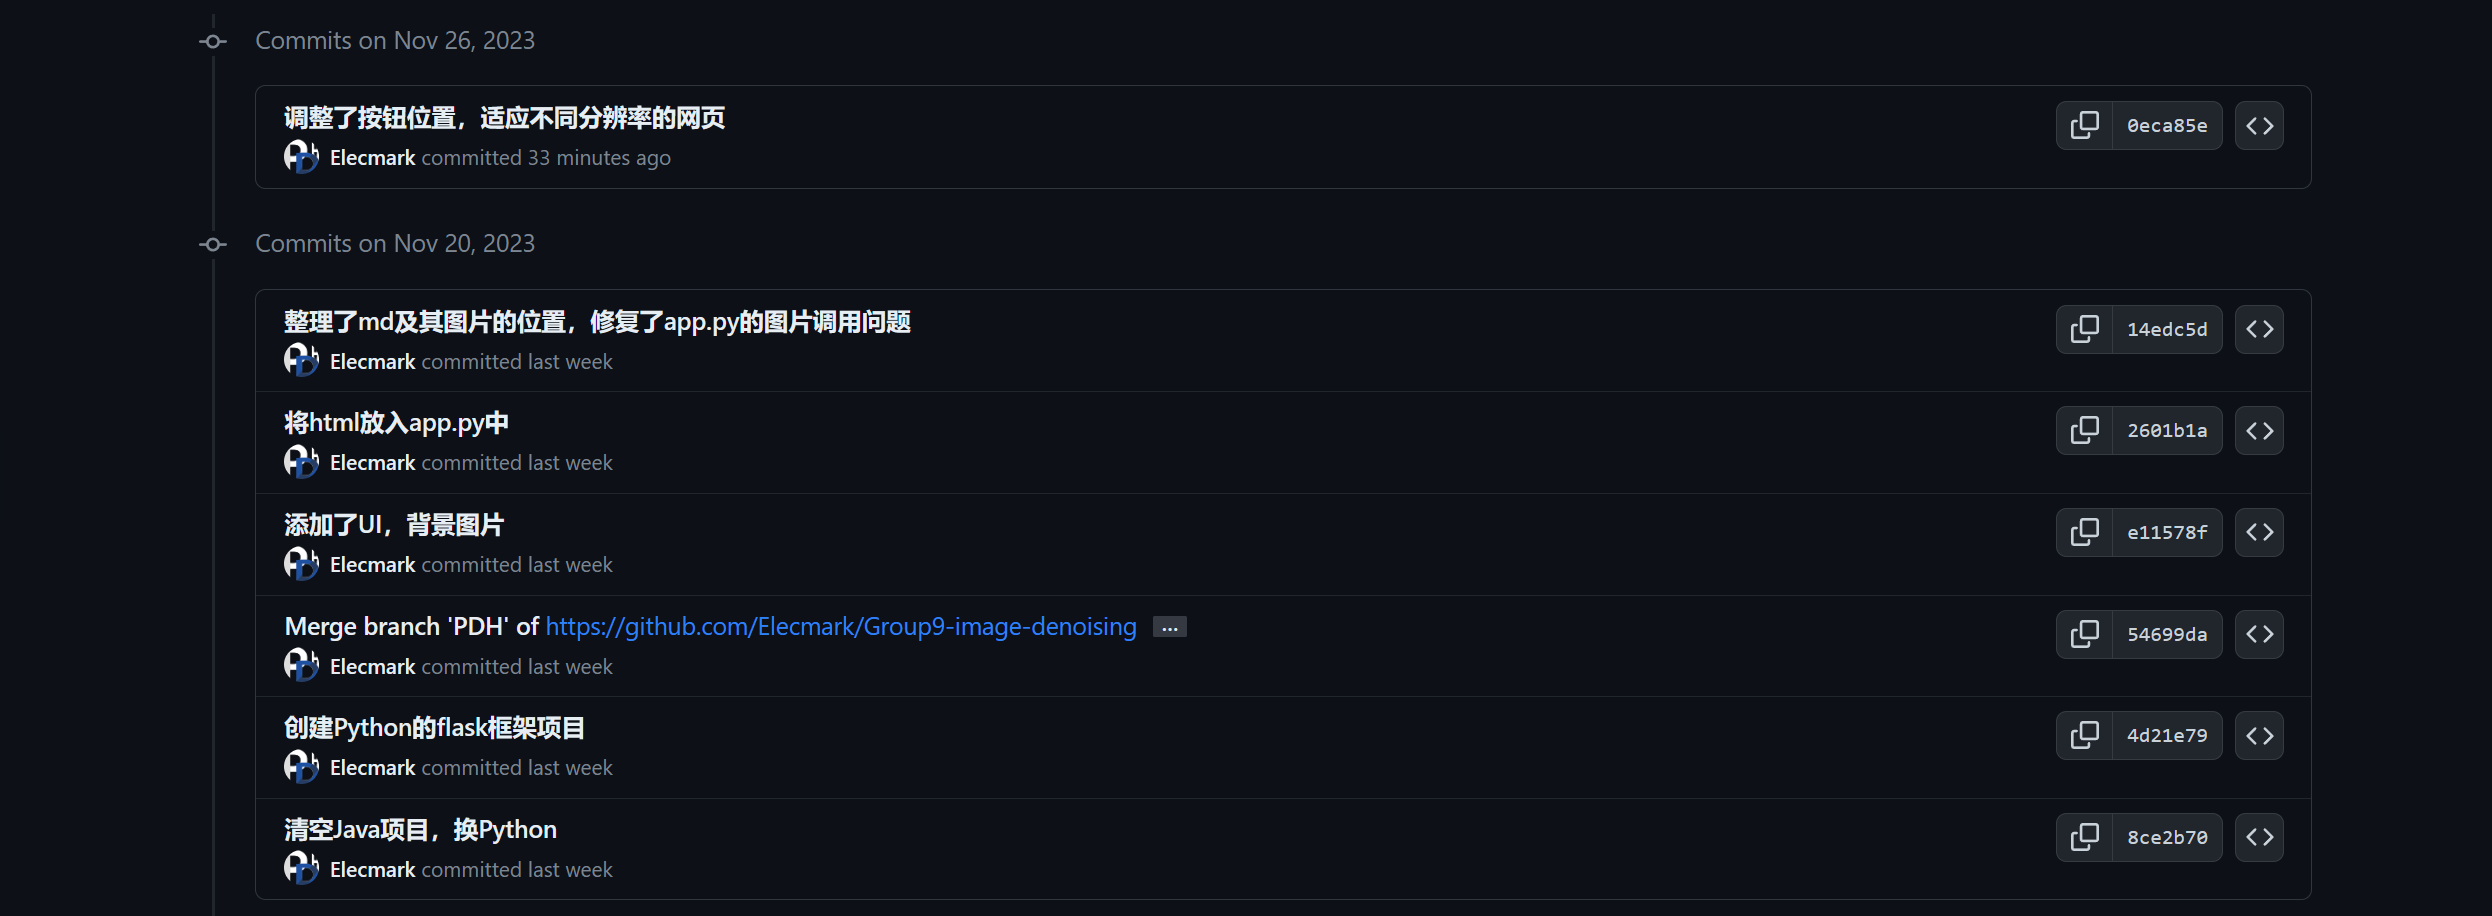 Commits on Nov 26, 2023
调整了按钮位置，适应不同分辨率的网页
0eca85e
Elecmark committed 33 minutes ago
Commits on Nov 20, 2023
整理了md及其图片的位置，修复了app.py的图片调用问题
14edc5d
Elecmark committed last week
将html放入app.py中
2601b1a
Elecmark committed last week
添加了UI，背景图片
e11578f
Elecmark committed last week
Merge branch 'PDH' of https://github.com/Elecmark/Group9-image-denoising ...
54699da
Elecmark committed last week
创建Python的flask框架项目
4d21e79
Elecmark committed last week
清空Java项目，换Python
8ce2b70
Elecmark committed last week